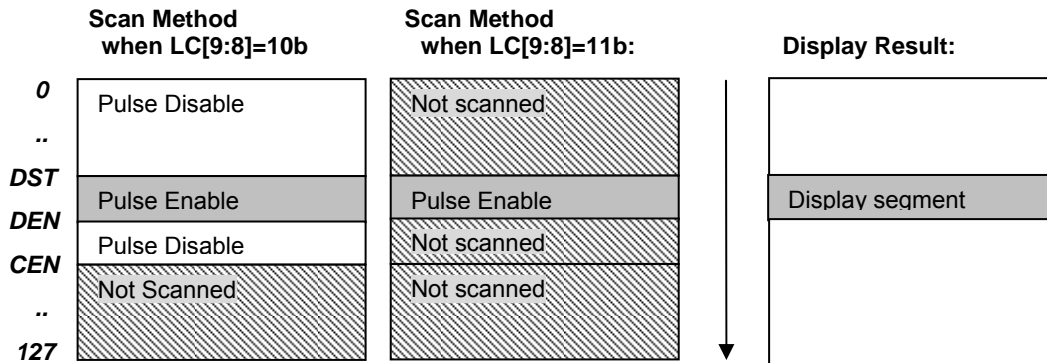 Scan Method
when LC[9:8]=10b
Scan Method
when LC[9:8]=11b:
Display Result:
0
..
DST
DEN
CEN
..
127
Pulse Disable
Pulse Enable
Pulse Disable
Not Scanned
Not scanned
Pulse Enable
Not scanned
Not scanned
Display segment